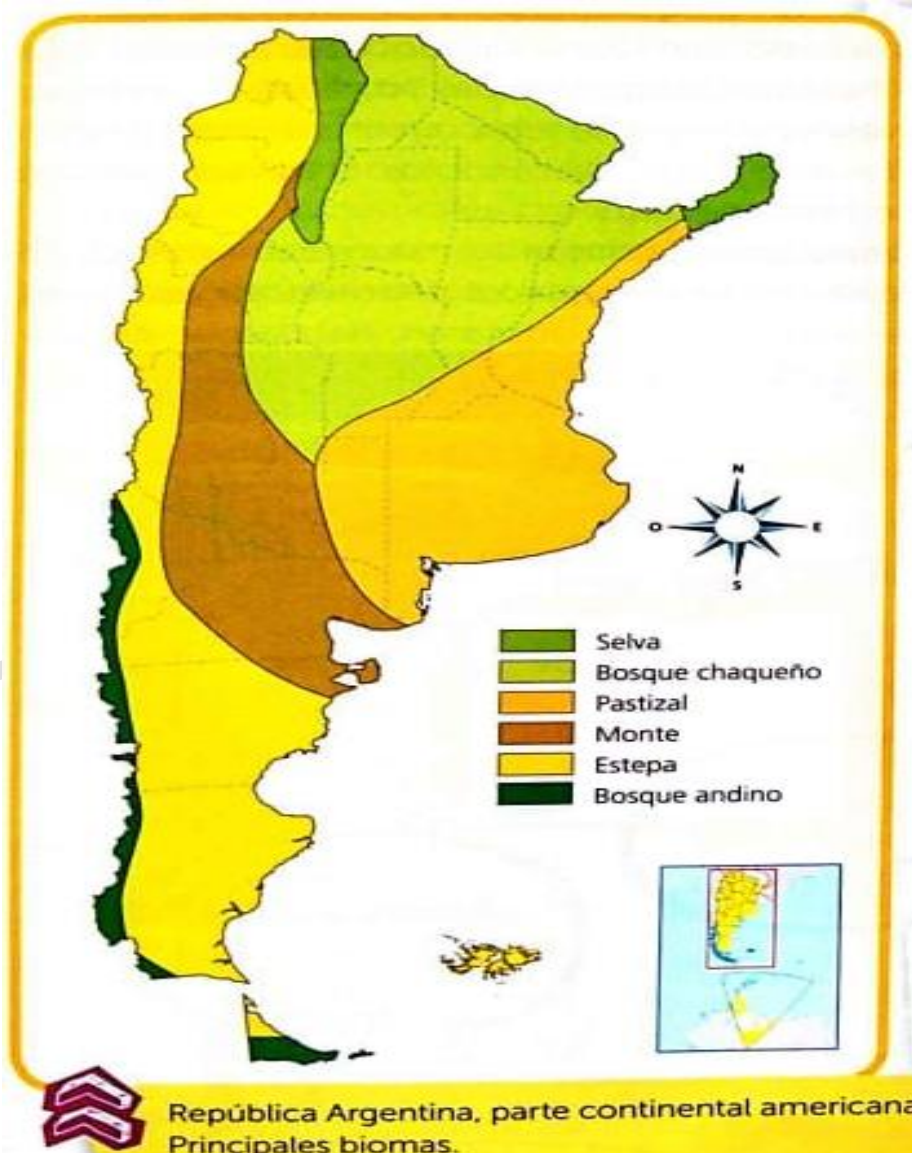 N
O
E
S
Selva
Bosque chaqueño
Pastizal
Monte
Estepa
Bosque andino
República Argentina, parte continental americana
Principales biomas.